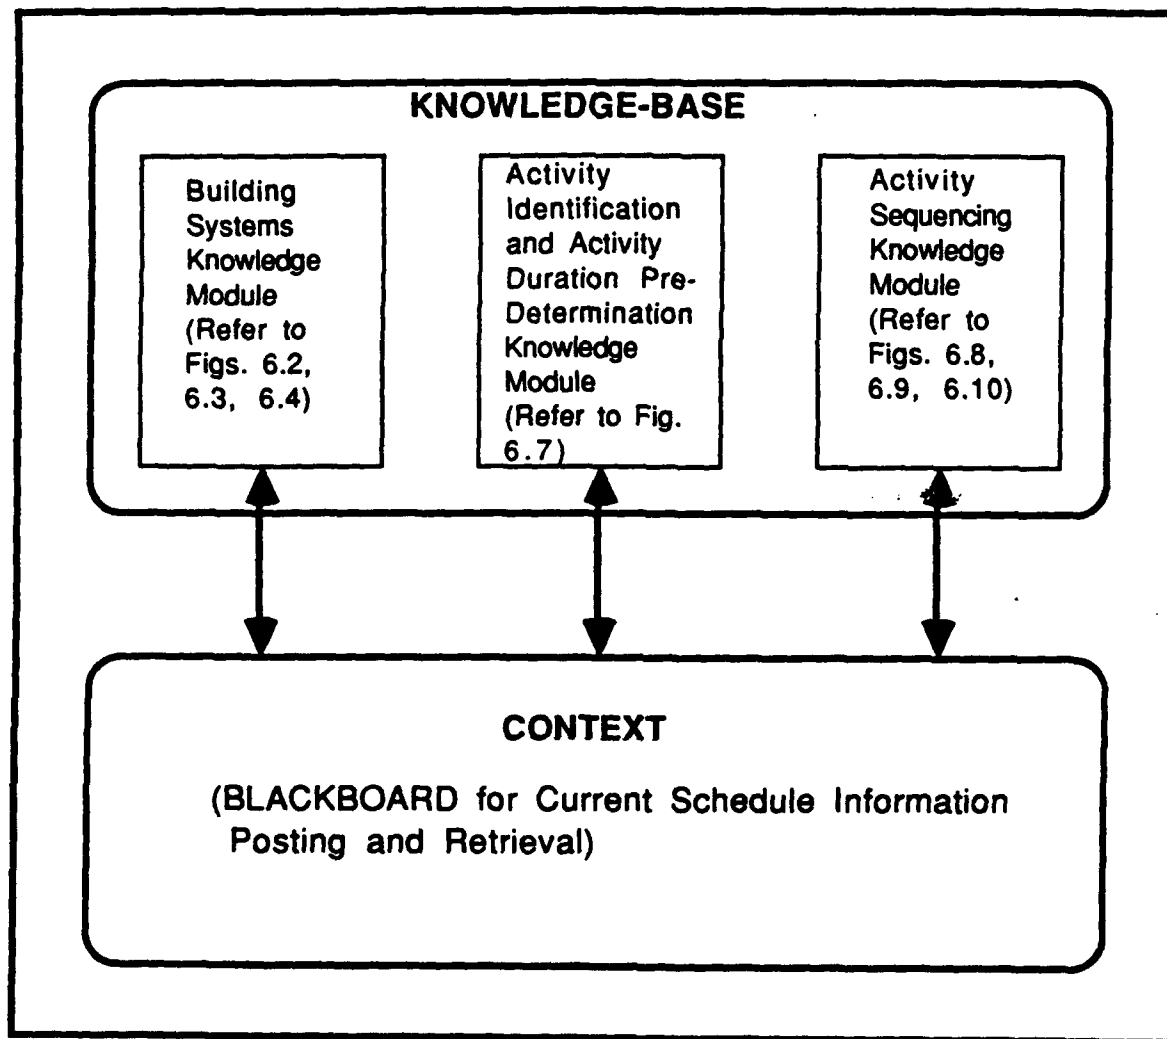 KNOWLEDGE-BASE
Building
Systems
Knowledge
Module
(Refer to
Figs. 6.2,
6.3, 6.4)
Activity
Identification
and Activity
Duration Pre-
Determination
Knowledge
Module
(Refer to Fig.
6.7)
Activity
Sequencing
Knowledge
Module
(Refer to
Figs. 6.8,
6.9, 6.10)
CONTEXT
(BLACKBOARD for Current Schedule Information
Posting and Retrieval)